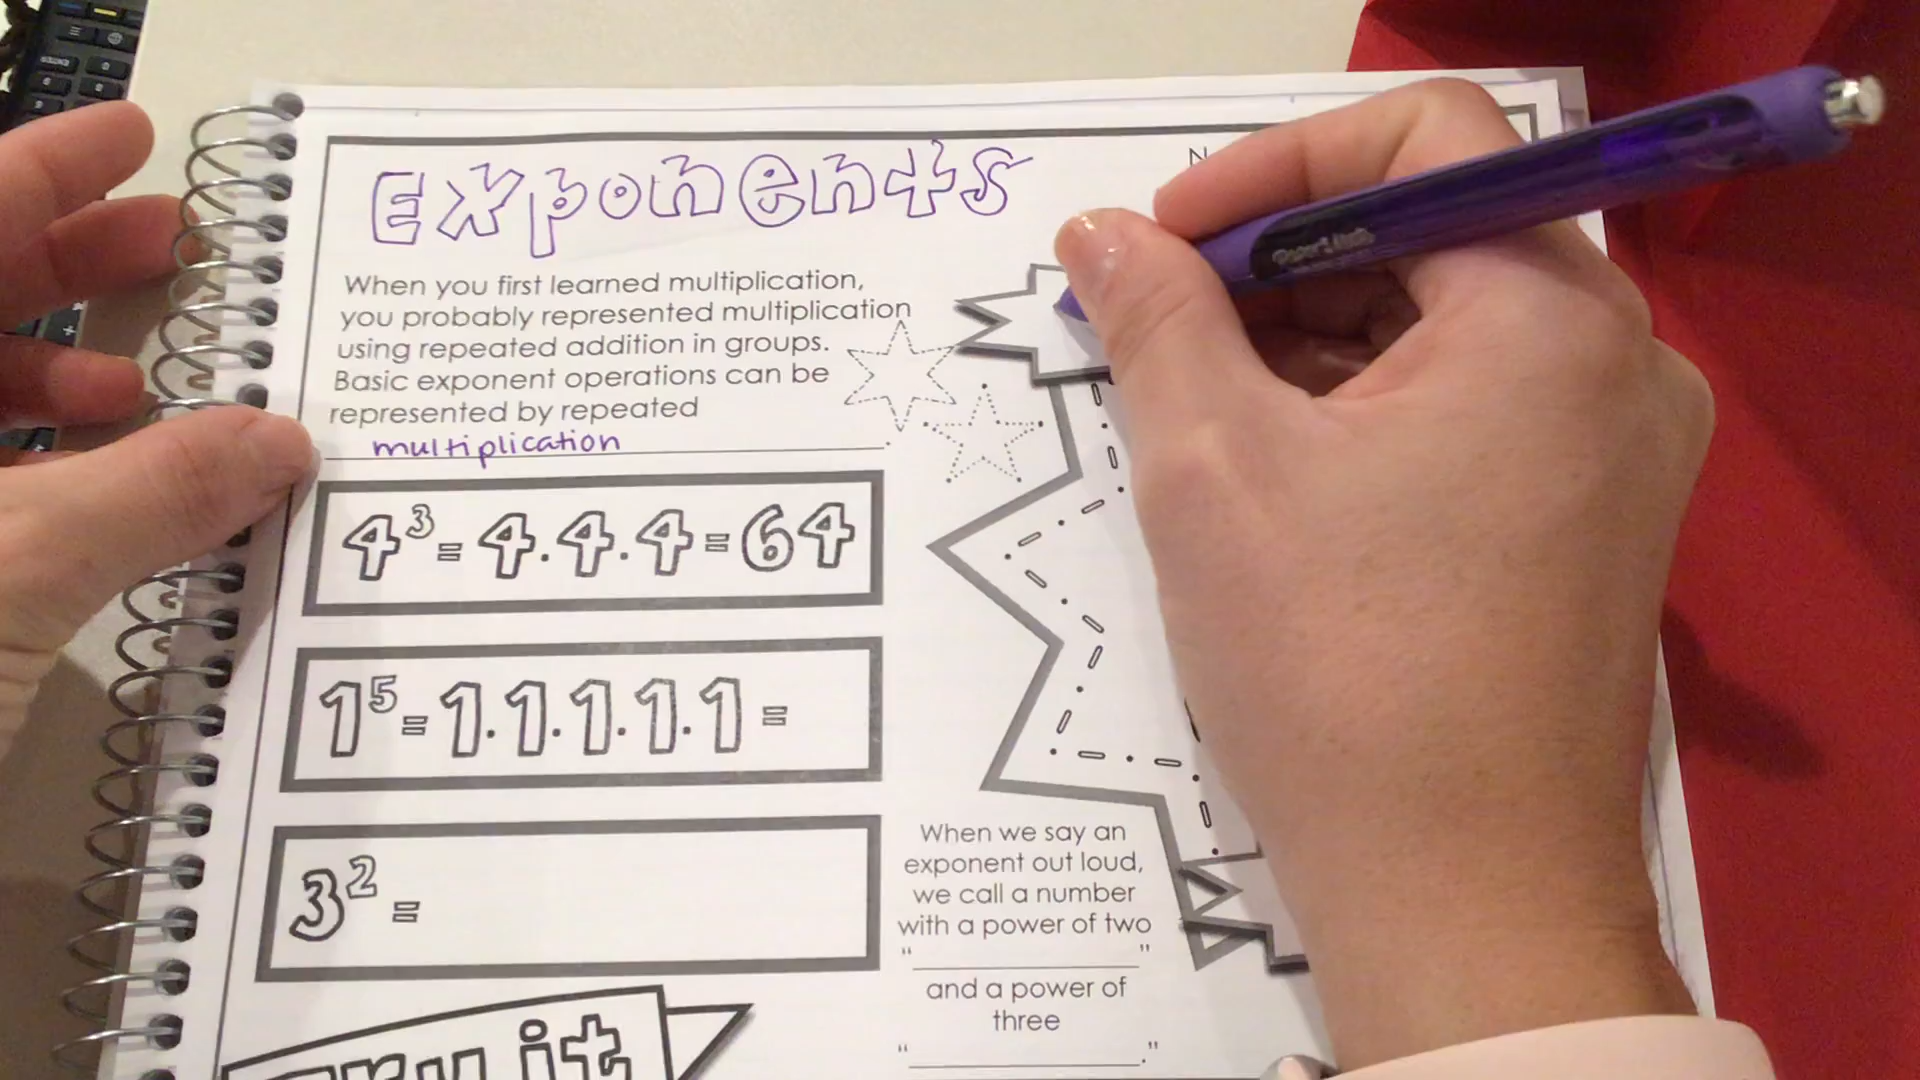 Exponents
When you first learned multiplication,
you probably represented multiplication
using repeated addition in groups.
Basic exponent operations can be
represented by repeated
multiplication.
4³ = 4·4·4 = 64
1⁵ = 1·1·1·1·1 =
3² =
When we say an
exponent out loud,
we call a number
with a power of two
“ ”
and a power of
three
“ .”
it
N
Paper Mate
ENTER